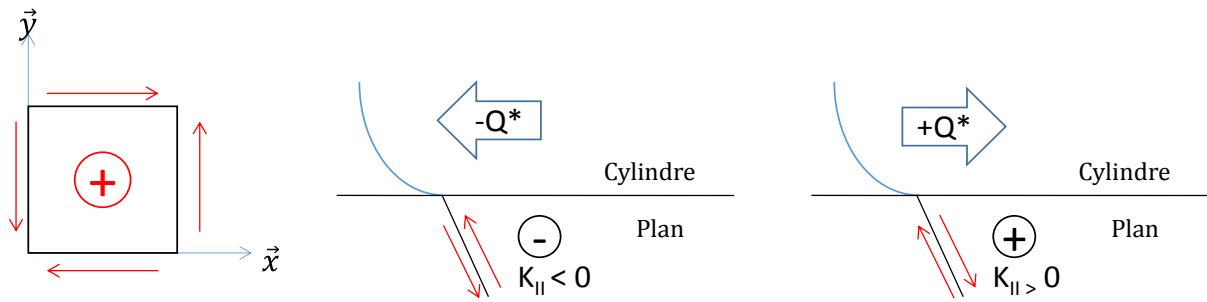 y⃗
+
x⃗
-Q*
Cylindre
Plan
-
K_II < 0
+Q*
Cylindre
Plan
+
K_II > 0